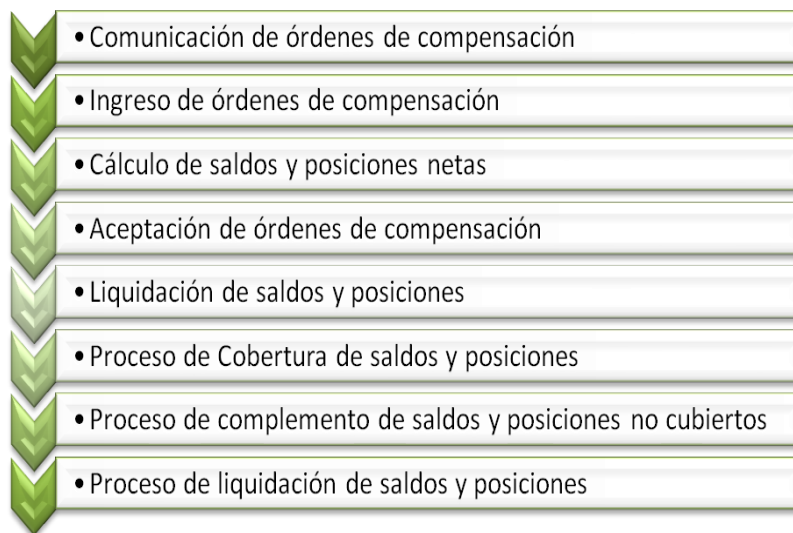 • Comunicación de órdenes de compensación
• Ingreso de órdenes de compensación
• Cálculo de saldos y posiciones netas
• Aceptación de órdenes de compensación
• Liquidación de saldos y posiciones
• Proceso de Cobertura de saldos y posiciones
• Proceso de complemento de saldos y posiciones no cubiertos
• Proceso de liquidación de saldos y posiciones